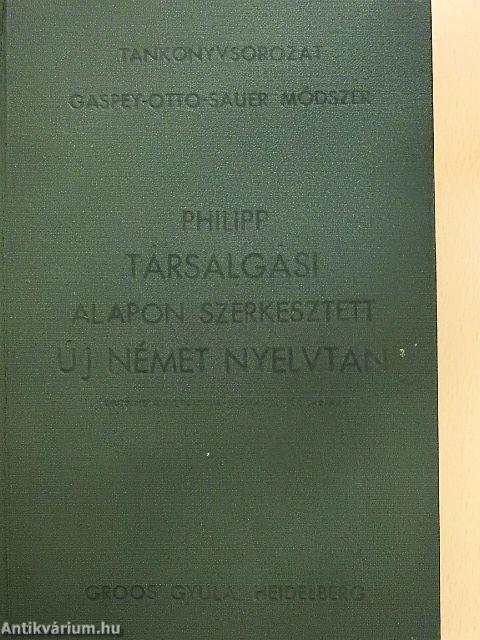 TANKÖNYVSOROZAT
GASPEY-OTTO-SAUER MÓDSZER
PHILIPP
TÁRSALGÁSI
ALAPON SZERKESZTETT
ÚJ NÉMET NYELVTAN
GROOS GYULA, HEIDELBERG
Antikvárium.hu